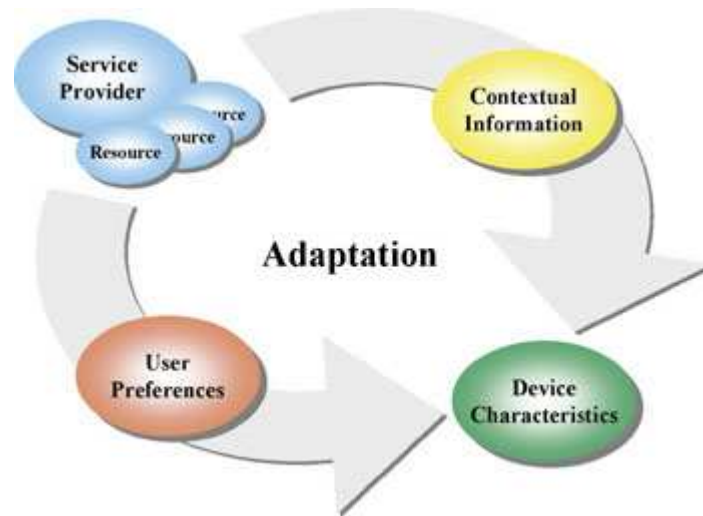 Service
Provider
Resource
Contextual
Information
Adaptation
User
Preferences
Device
Characteristics